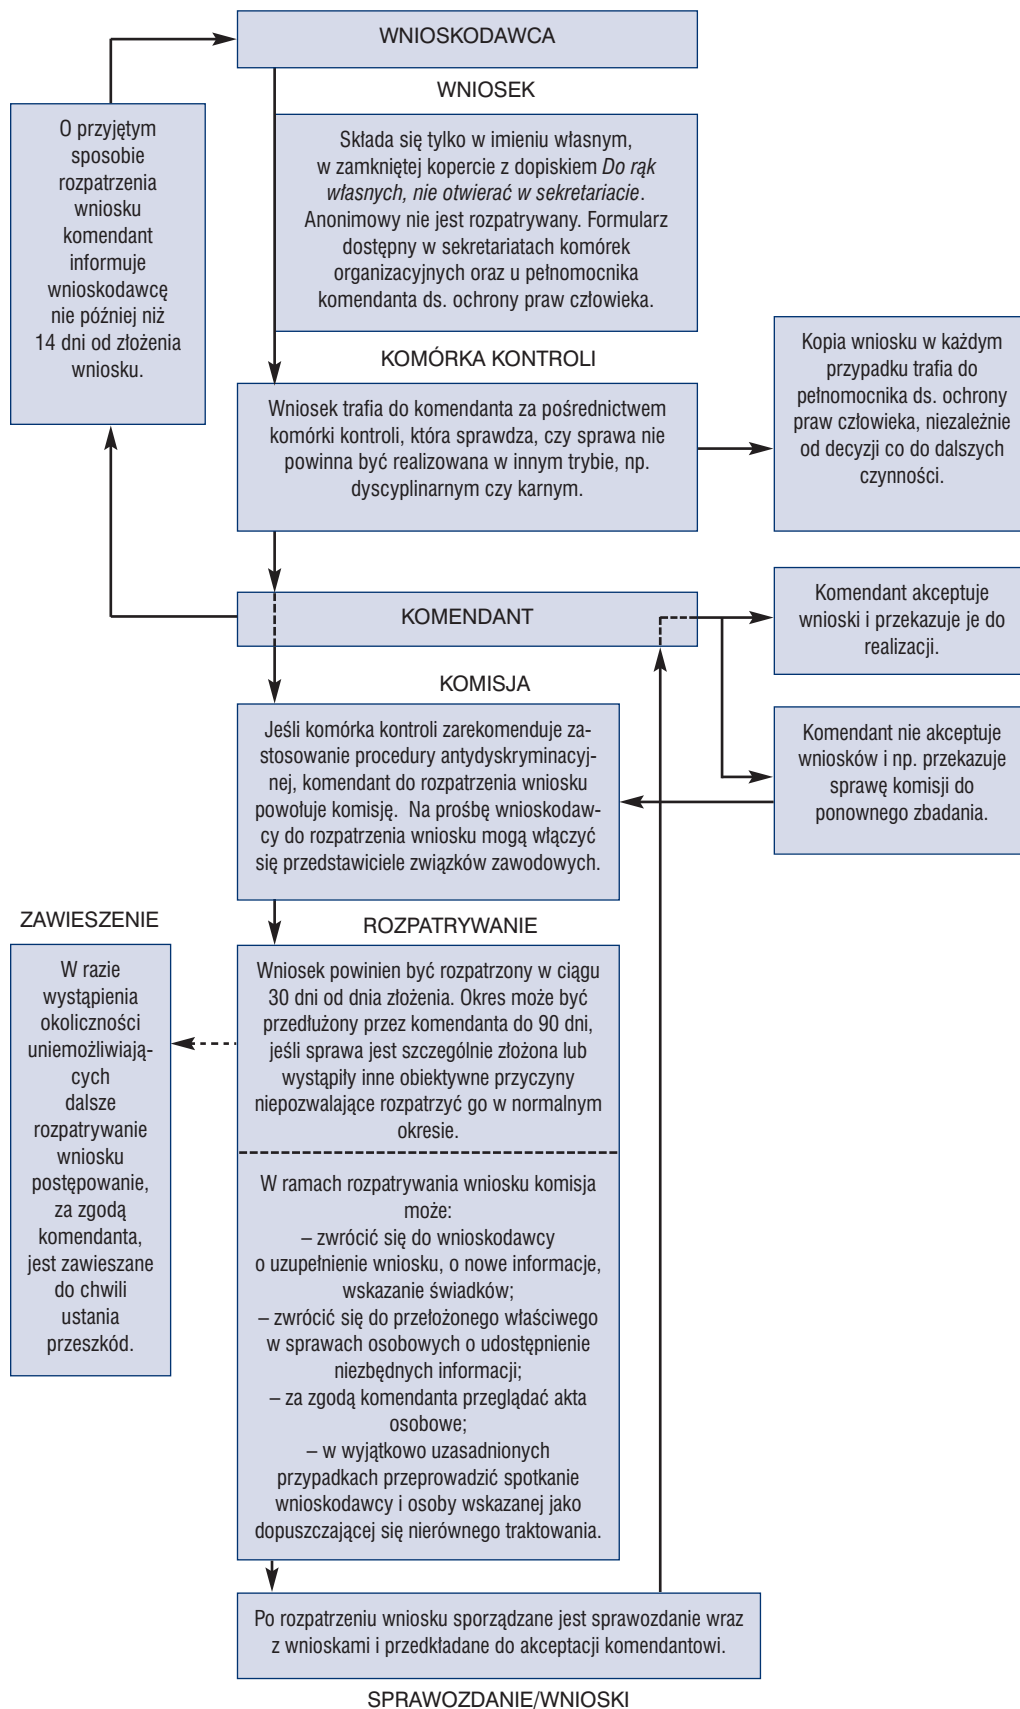 WNIOSKODAWCA
WNIOSEK
O przyjętym
sposobie
rozpatrzenia
wniosku
komendant
informuje
wnioskodawcę
nie później niż
14 dni od złożenia
wniosku.
Składa się tylko w imieniu własnym,
w zamkniętej kopercie z dopiskiem Do rąk
własnych, nie otwierać w sekretariacie.
Anonimowy nie jest rozpatrywany. Formularz
dostępny w sekretariatach komórek
organizacyjnych oraz u pełnomocnika
komendanta ds. ochrony praw człowieka.
KOMÓRKA KONTROLI
Wniosek trafia do komendanta za pośrednictwem
komórki kontroli, która sprawdza, czy sprawa nie
powinna być realizowana w innym trybie, np.
dyscyplinarnym czy karnym.
Kopia wniosku w każdym
przypadku trafia do
pełnomocnika ds. ochrony
praw człowieka, niezależnie
od decyzji co do dalszych
czynności.
KOMENDANT
Komendant akceptuje
wnioski i przekazuje je do
realizacji.
KOMISJA
Jeśli komórka kontroli zarekomenduje za-
stosowanie procedury antydyskryminacyj-
nej, komendant do rozpatrzenia wniosku
powołuje komisję. Na prośbę wnioskodaw-
cy do rozpatrzenia wniosku mogą włączyć
się przedstawiciele związków zawodowych.
Komendant nie akceptuje
wniosków i np. przekazuje
sprawę komisji do
ponownego zbadania.
ZAWIESZENIE
W razie
wystąpienia
okoliczności
uniemożliwiają-
cych
dalsze
rozpatrywanie
wniosku
postępowanie,
za zgodą
komendanta,
jest zawieszane
do chwili
ustania
przeszkód.
ROZPATRYWANIE
Wniosek powinien być rozpatrzony w ciągu
30 dni od dnia złożenia. Okres może być
przedłużony przez komendanta do 90 dni,
jeśli sprawa jest szczególnie złożona lub
wystąpiły inne obiektywne przyczyny
niepozwalające rozpatrzyć go w normalnym
okresie.
W ramach rozpatrywania wniosku komisja
może:
– zwrócić się do wnioskodawcy
o uzupełnienie wniosku, o nowe informacje,
wskazanie świadków;
– zwrócić się do przełożonego właściwego
w sprawach osobowych o udostępnienie
niezbędnych informacji;
– za zgodą komendanta przeglądać akta
osobowe;
– w wyjątkowo uzasadnionych
przypadkach przeprowadzić spotkanie
wnioskodawcy i osoby wskazanej jako
dopuszczającej się nierównego traktowania.
Po rozpatrzeniu wniosku sporządzane jest sprawozdanie wraz
z wnioskami i przedkładane do akceptacji komendantowi.
SPRAWOZDANIE/WNIOSKI